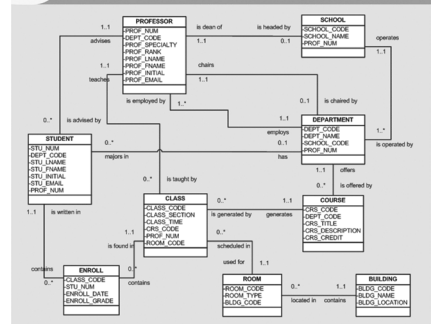 PROFESSOR
-PROF_NUM
-DEPT_CODE
-PROF_SPECIALTY
-PROF_RANK
-PROF_LNAME
-PROF_FNAME
-PROF_INITIAL
-PROF_EMAIL
SCHOOL
-SCHOOL_CODE
-SCHOOL_NAME
-PROF_NUM
1..1
is dean of
is headed by
operates
advises
1..1
0..1
1..1
1..1
chairs
teaches
is employed by
1..*
0..1
is chaired by
0..*
1..1
DEPARTMENT
-DEPT_CODE
-DEPT_NAME
-SCHOOL_CODE
-PROF_NUM
is advised by
employs
1..*
STUDENT
-STU_NUM
-DEPT_CODE
-STU_LNAME
-STU_FNAME
-STU_INITIAL
-STU_EMAIL
-PROF_NUM
0..*
0..1
is operated by
majors in
has
1..1
offers
0..*
is taught by
0..*
is offered by
CLASS
-CLASS_CODE
-CLASS_SECTION
-CLASS_TIME
-CRS_CODE
-PROF_NUM
-ROOM_CODE
COURSE
-CRS_CODE
-DEPT_CODE
-CRS_TITLE
-CRS_DESCRIPTION
-CRS_CREDIT
0..*
1..1
1..1
is written in
is generated by
generates
1..1
0..*
is found in
scheduled in
used for
1..1
contains
0..*
ENROLL
-CLASS_CODE
-STU_NUM
-ENROLL_DATE
-ENROLL_GRADE
0..*
contains
ROOM
-ROOM_CODE
-ROOM_TYPE
-BLDG_CODE
BUILDING
-BLDG_CODE
-BLDG_NAME
-BLDG_LOCATION
0..*
1..1
located in
contains